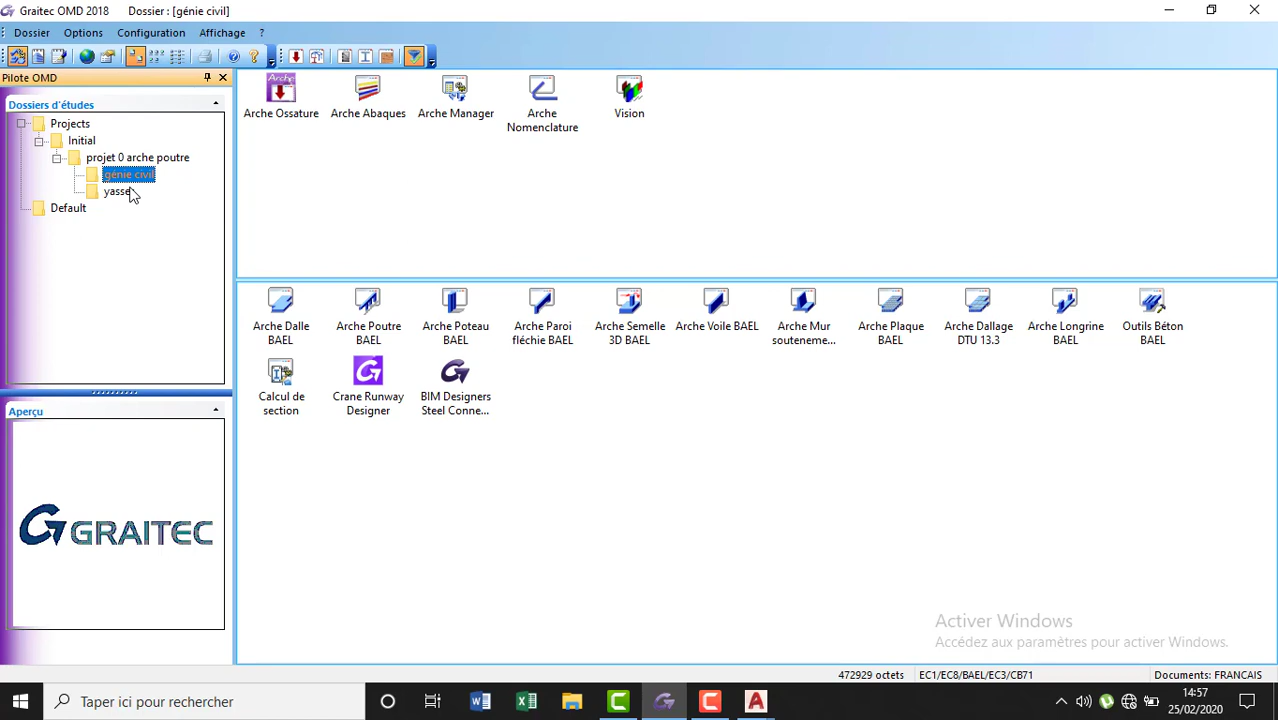 Graitec OMD 2018 Dossier : [génie civil]
Dossier Options Configuration Affichage ?
Pilote OMD
Dossiers d'études
Projects
Initial
projet 0 arche poutre
génie civil
Default
Aperçu
GRAITEC
Arche
Arche Ossature Arche Abaques Arche Manager Arche Nomenclature Vision
Arche Dalle BAEL
Arche Poutre BAEL
Arche Poteau BAEL
Arche Paroi fléchie BAEL
Arche Semelle 3D BAEL
Arche Voile BAEL
Arche Mur souteneme...
Arche Plaque BAEL
Arche Dallage DTU 13.3
Arche Longrine BAEL
Outils Béton BAEL
Calcul de section
Crane Runway Designer
BIM Designers Steel Conne...
Activer Windows
Accédez aux paramètres pour activer Windows.
472929 octets EC1/EC8/BAEL/EC3/CB71 Documents: FRANCAIS
Taper ici pour rechercher
14:57
25/02/2020